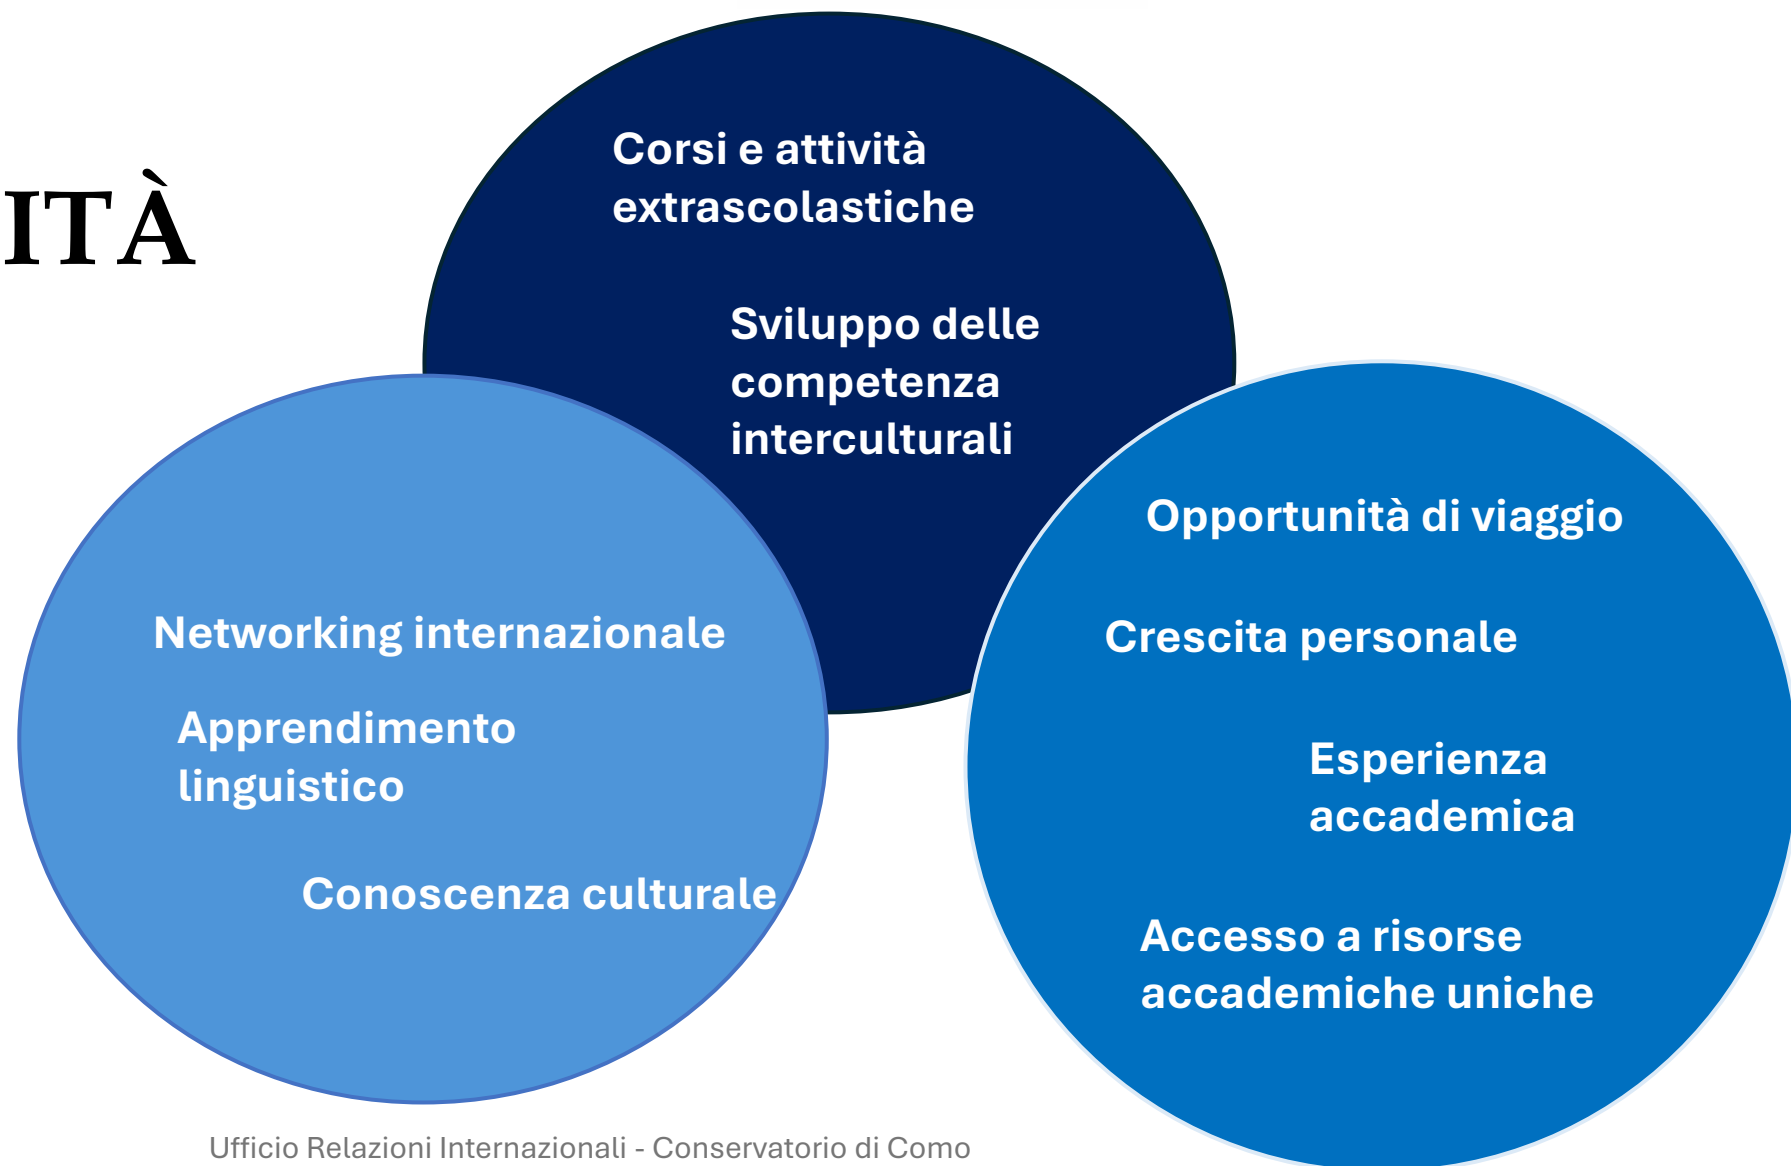 ITÀ
Corsi e attività
extrascolastiche
Sviluppo delle
competenza
interculturali
Networking internazionale
Apprendimento
linguistico
Conoscenza culturale
Opportunità di viaggio
Crescita personale
Esperienza
accademica
Accesso a risorse
accademiche uniche
Ufficio Relazioni Internazionali - Conservatorio di Como